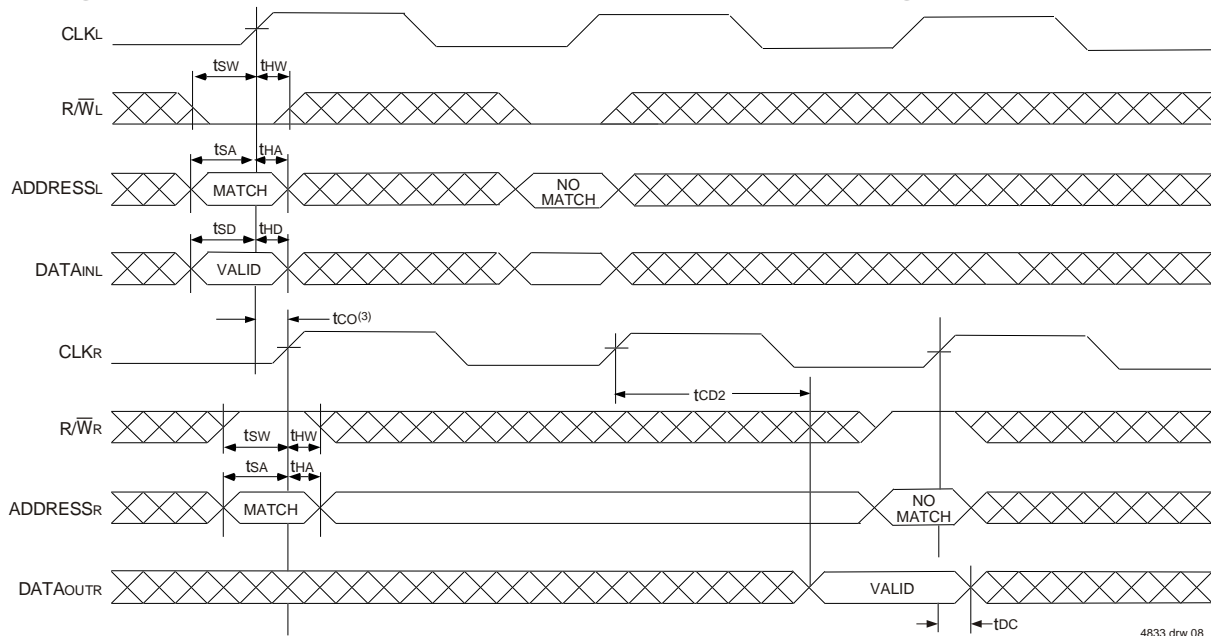 CLKL
tSW tHW
R/W̅L
tSA tHA
ADDRESSL MATCH NO MATCH
tSD tHD
DATAINL VALID
tCO(3)
CLKR
tCD2
R/W̅R
tSW tHW
tSA tHA
ADDRESSR MATCH NO MATCH
DATAOUTR VALID
tDC
4833 drw 08